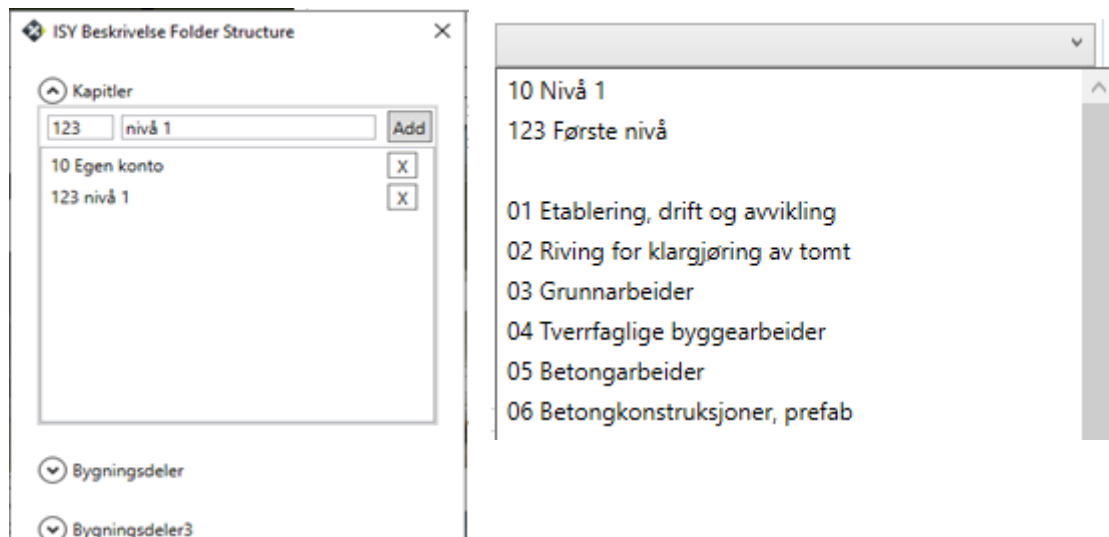 ISY Beskrivelse Folder Structure
Kapitler
123 nivå 1 Add
10 Egen konto X
123 nivå 1 X
Bygningsdeler
Bygningsdeler3
10 Nivå 1
123 Første nivå
01 Etablering, drift og avvikling
02 Riving for klargjøring av tomt
03 Grunnarbeider
04 Tverrfaglige byggearbeider
05 Betongarbeider
06 Betongkonstruksjoner, prefab